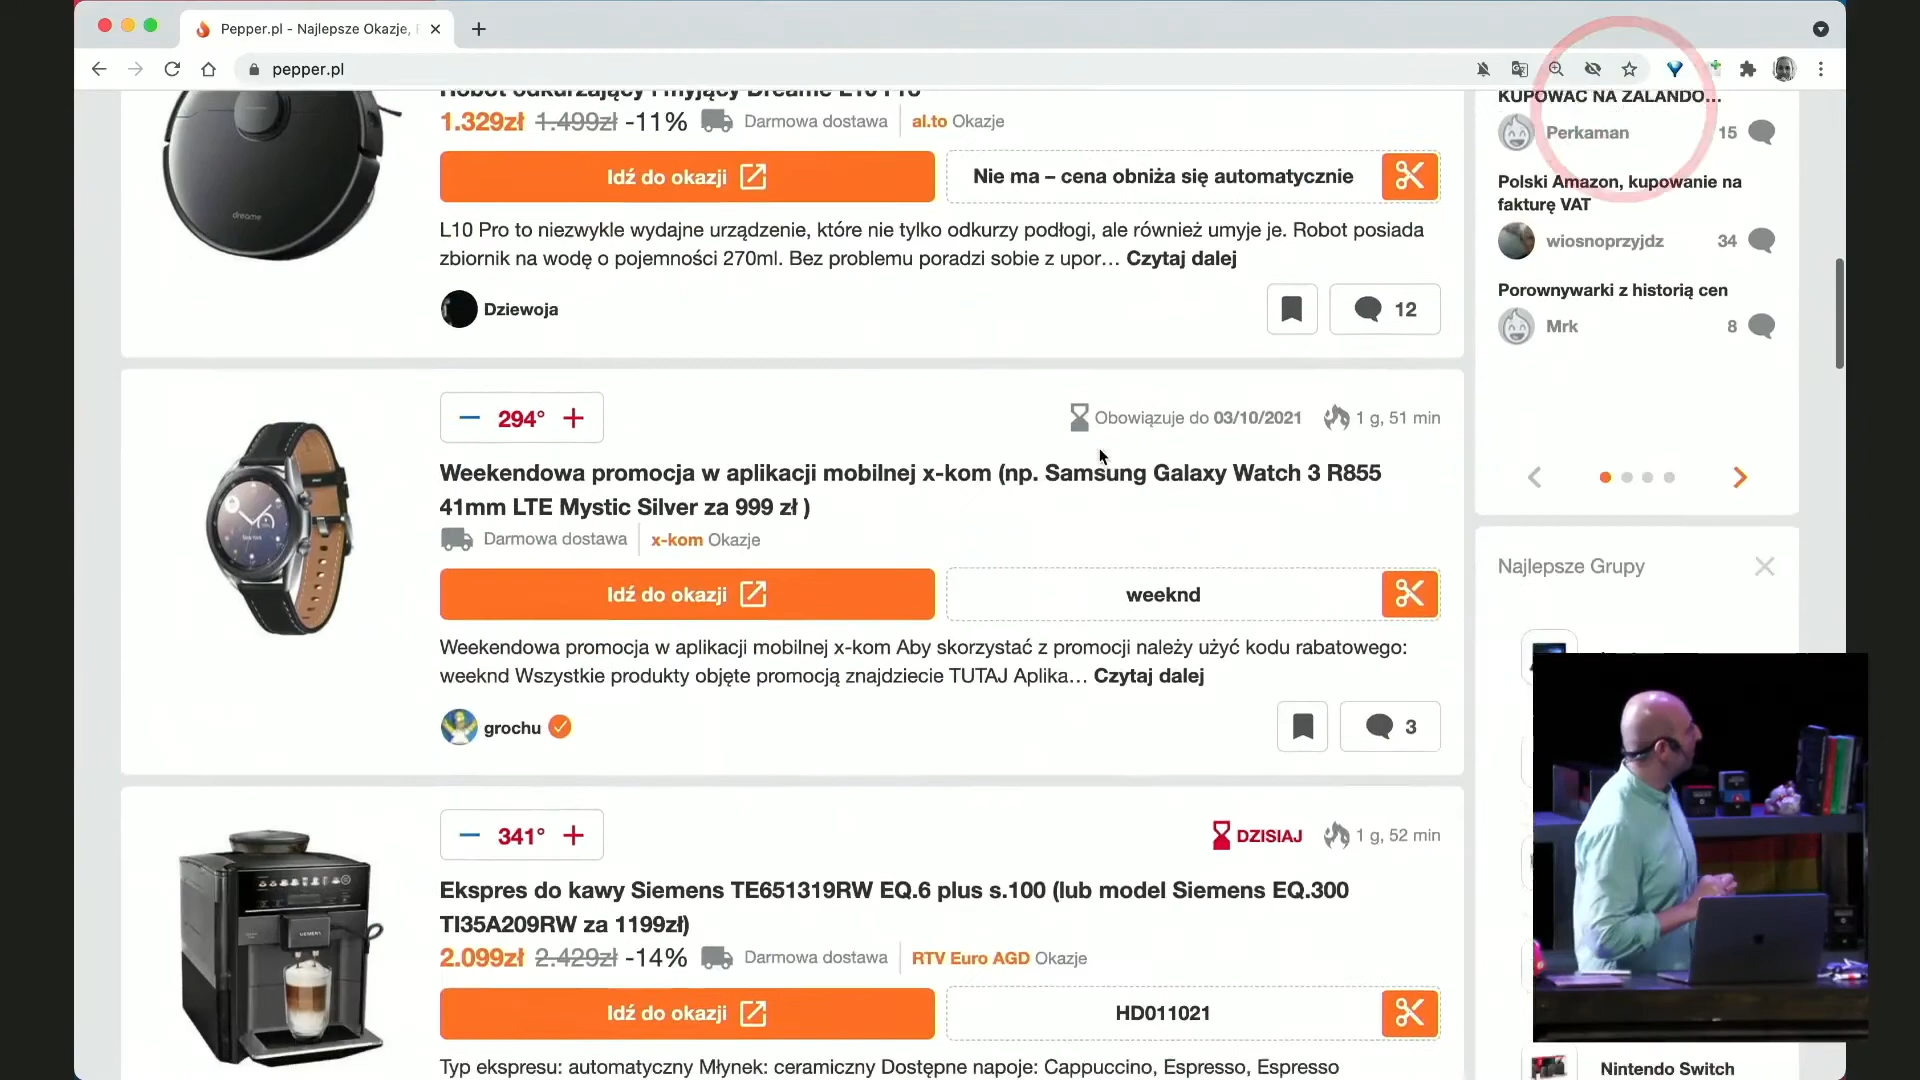 Pepper.pl - Najlepsze Okazje,
pepper.pl
Robot odkurzający i myjący Dreame L10 Pro
1.329zł 1.499zł -11% Darmowa dostawa al.to Okazje
Idź do okazji
Nie ma – cena obniża się automatycznie
L10 Pro to niezwykle wydajne urządzenie, które nie tylko odkurzy podłogi, ale również umyje je. Robot posiada
zbiornik na wodę o pojemności 270ml. Bez problemu poradzi sobie z upor… Czytaj dalej
Dziewoja
12
dreame
294°
Obowiązuje do 03/10/2021 1 g, 51 min
Weekendowa promocja w aplikacji mobilnej x-kom (np. Samsung Galaxy Watch 3 R855
41mm LTE Mystic Silver za 999 zł )
Darmowa dostawa x-kom Okazje
Idź do okazji
weeknd
Weekendowa promocja w aplikacji mobilnej x-kom Aby skorzystać z promocji należy użyć kodu rabatowego:
weeknd Wszystkie produkty objęte promocją znajdziecie TUTAJ Aplika… Czytaj dalej
grochu
3
341°
DZISIAJ 1 g, 52 min
Ekspres do kawy Siemens TE651319RW EQ.6 plus s.100 (lub model Siemens EQ.300
TI35A209RW za 1199zł)
2.099zł 2.429zł -14% Darmowa dostawa RTV Euro AGD Okazje
Idź do okazji
HD011021
Typ ekspresu: automatyczny Młynek: ceramiczny Dostępne napoje: Cappuccino, Espresso, Espresso
SIEMENS
KUPOWAĆ NA ZALANDO…
Perkaman 15
Polski Amazon, kupowanie na
fakturę VAT
wiosnoprzyjdz 34
Porownywarki z historią cen
Mrk 8
Najlepsze Grupy
Nintendo Switch